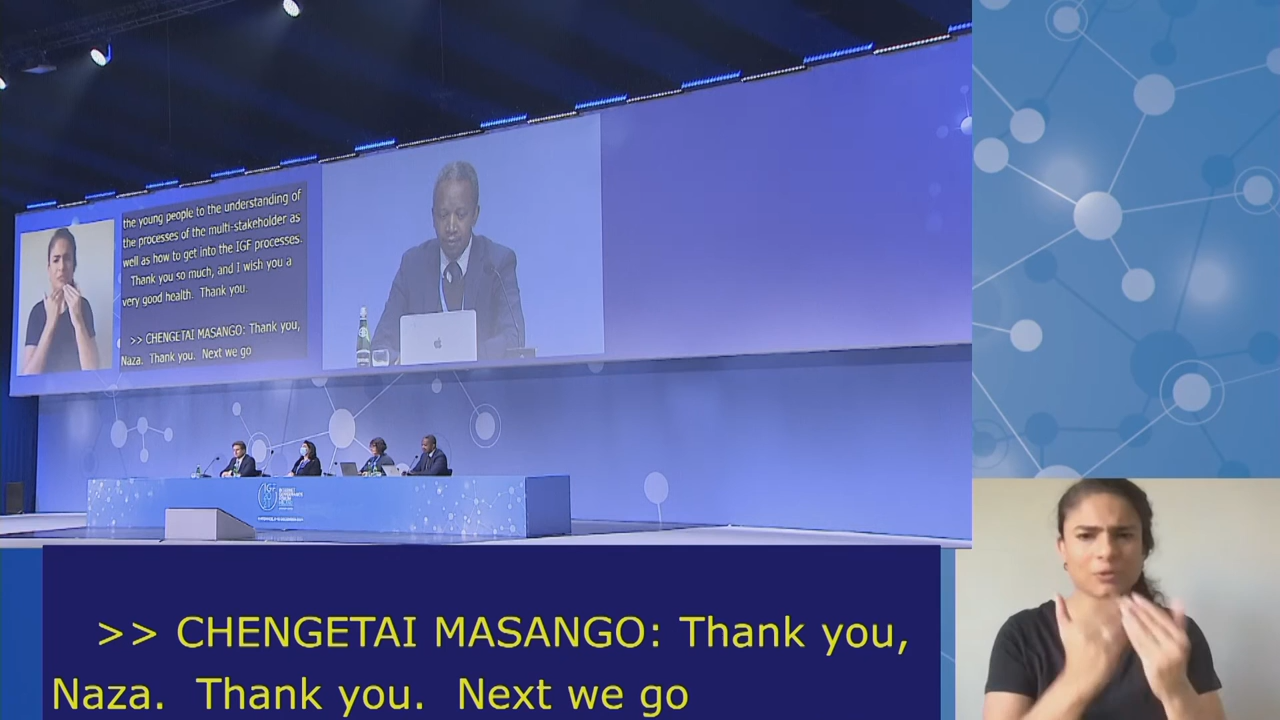 the young people to the understanding of
the processes of the multi-stakeholder as
well as how to get into the IGF processes.
Thank you so much, and I wish you a
very good health. Thank you.
>> CHENGETAI MASANGO: Thank you,
Naza. Thank you. Next we go
>> CHENGETAI MASANGO: Thank you,
Naza. Thank you. Next we go